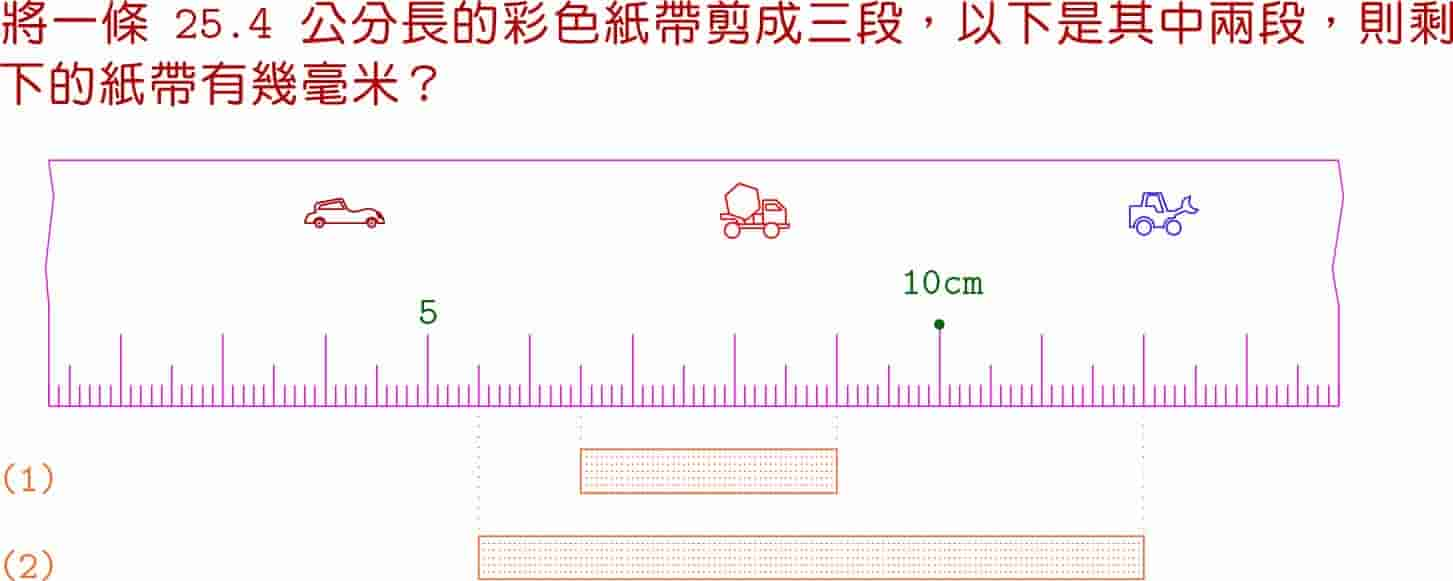 將一條 25.4 公分長的彩色紙帶剪成三段，以下是其中兩段，則剩
下的紙帶有幾毫米？
10cm
5
(1)
(2)